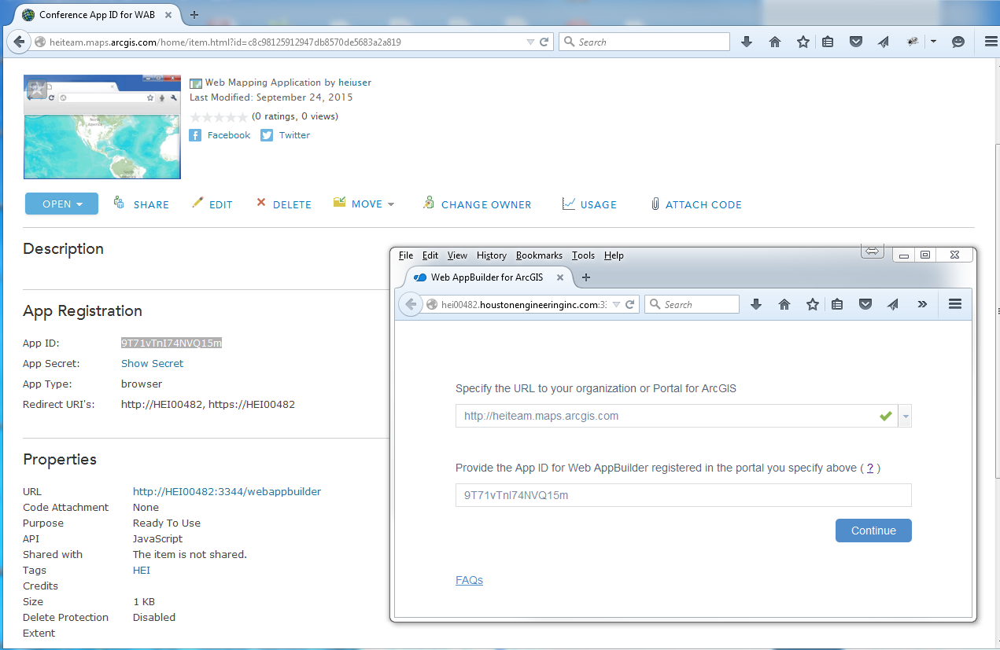 Conference App ID for WAB
heiteam.maps.arcgis.com/home/item.html?id=c8c98125912947db8570de5683a2a819
Search
Web Mapping Application by heiuser
Last Modified: September 24, 2015
(0 ratings, 0 views)
Facebook Twitter
OPEN SHARE EDIT DELETE MOVE CHANGE OWNER USAGE ATTACH CODE
Description
App Registration
App ID: 9T71vTnI74NVQ15m
App Secret: Show Secret
App Type: browser
Redirect URI's: http://HEI00482, https://HEI00482
Properties
URL http://HEI00482:3344/webappbuilder
Code Attachment None
Purpose Ready To Use
API JavaScript
Shared with The item is not shared.
Tags HEI
Credits
Size 1 KB
Delete Protection Disabled
Extent
File Edit View History Bookmarks Tools Help
Web AppBuilder for ArcGIS
hei00482.houstonengineeringinc.com:3
Search
Specify the URL to your organization or Portal for ArcGIS
http://heiteam.maps.arcgis.com
Provide the App ID for Web AppBuilder registered in the portal you specify above ( ? )
9T71vTnI74NVQ15m
Continue
FAQs